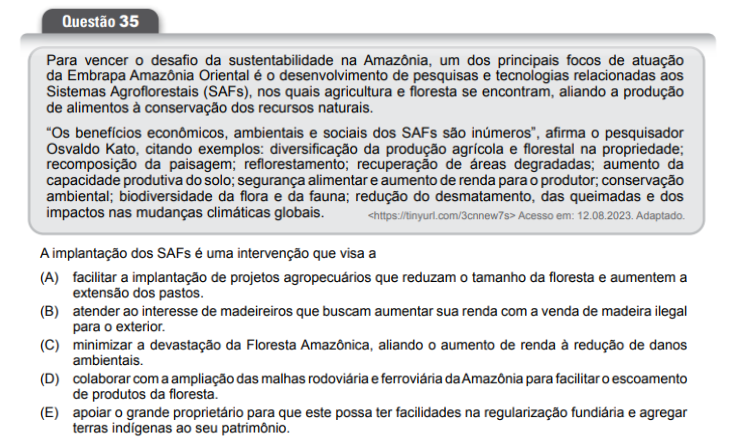 Questão 35
Para vencer o desafio da sustentabilidade na Amazônia, um dos principais focos de atuação
da Embrapa Amazônia Oriental é o desenvolvimento de pesquisas e tecnologias relacionadas aos
Sistemas Agroflorestais (SAFs), nos quais agricultura e floresta se encontram, aliando a produção
de alimentos à conservação dos recursos naturais.
“Os benefícios econômicos, ambientais e sociais dos SAFs são inúmeros”, afirma o pesquisador
Osvaldo Kato, citando exemplos: diversificação da produção agrícola e florestal na propriedade;
recomposição da paisagem; reflorestamento; recuperação de áreas degradadas; aumento da
capacidade produtiva do solo; segurança alimentar e aumento de renda para o produtor; conservação
ambiental; biodiversidade da flora e da fauna; redução do desmatamento, das queimadas e dos
impactos nas mudanças climáticas globais. <https://tinyurl.com/3cnnew7s> Acesso em: 12.08.2023. Adaptado.
A implantação dos SAFs é uma intervenção que visa a
(A) facilitar a implantação de projetos agropecuários que reduzam o tamanho da floresta e aumentem a
extensão dos pastos.
(B) atender ao interesse de madeireiros que buscam aumentar sua renda com a venda de madeira ilegal
para o exterior.
(C) minimizar a devastação da Floresta Amazônica, aliando o aumento de renda à redução de danos
ambientais.
(D) colaborar com a ampliação das malhas rodoviária e ferroviária da Amazônia para facilitar o escoamento
de produtos da floresta.
(E) apoiar o grande proprietário para que este possa ter facilidades na regularização fundiária e agregar
terras indígenas ao seu patrimônio.